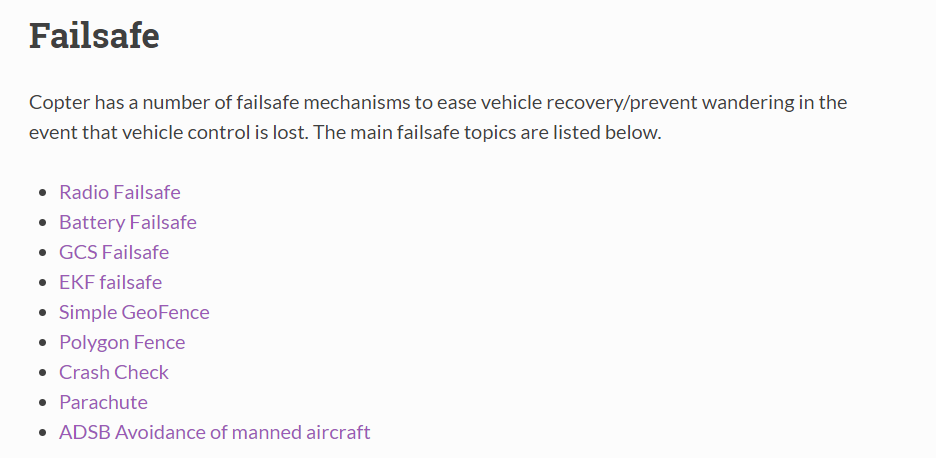 Failsafe
Copter has a number of failsafe mechanisms to ease vehicle recovery/prevent wandering in the
event that vehicle control is lost. The main failsafe topics are listed below.
• Radio Failsafe
• Battery Failsafe
• GCS Failsafe
• EKF failsafe
• Simple GeoFence
• Polygon Fence
• Crash Check
• Parachute
• ADSB Avoidance of manned aircraft